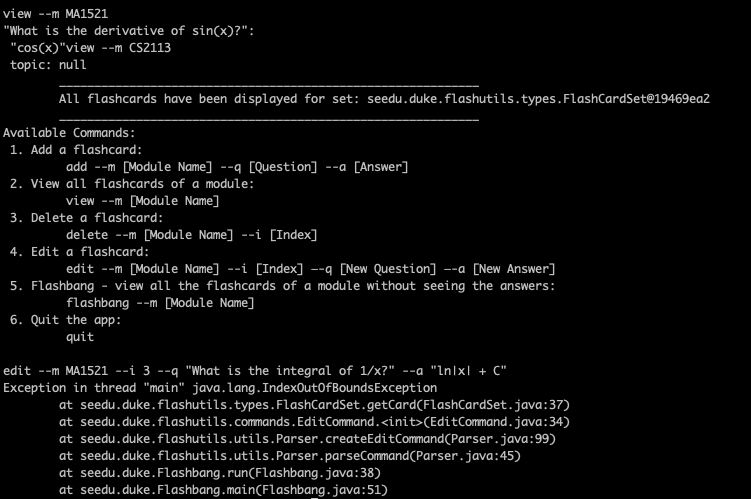 view --m MA1521
"What is the derivative of sin(x)?":
"cos(x)"view --m CS2113
topic: null
____________________________________________________________
All flashcards have been displayed for set: seedu.duke.flashutils.types.FlashCardSet@19469ea2
____________________________________________________________
Available Commands:
1. Add a flashcard:
add --m [Module Name] --q [Question] --a [Answer]
2. View all flashcards of a module:
view --m [Module Name]
3. Delete a flashcard:
delete --m [Module Name] --i [Index]
4. Edit a flashcard:
edit --m [Module Name] --i [Index] —-q [New Question] —-a [New Answer]
5. Flashbang - view all the flashcards of a module without seeing the answers:
flashbang --m [Module Name]
6. Quit the app:
quit
edit --m MA1521 --i 3 --q "What is the integral of 1/x?" --a "ln|x| + C"
Exception in thread "main" java.lang.IndexOutOfBoundsException
at seedu.duke.flashutils.types.FlashCardSet.getCard(FlashCardSet.java:37)
at seedu.duke.flashutils.commands.EditCommand.<init>(EditCommand.java:34)
at seedu.duke.flashutils.utils.Parser.createEditCommand(Parser.java:99)
at seedu.duke.flashutils.utils.Parser.parseCommand(Parser.java:45)
at seedu.duke.Flashbang.run(Flashbang.java:38)
at seedu.duke.Flashbang.main(Flashbang.java:51)